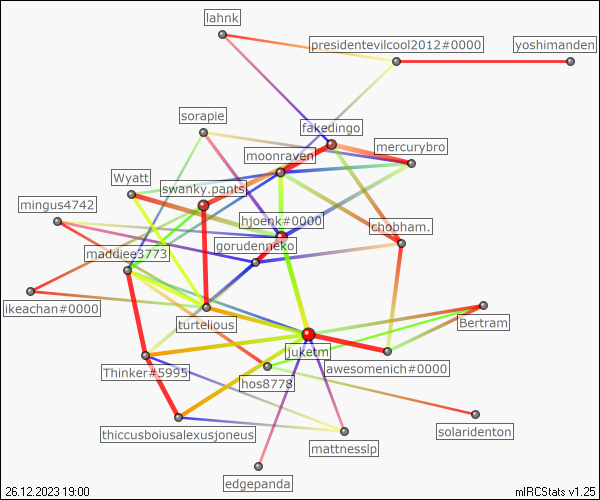 lahnk
presidentevilcool2012#0000
yoshimanden
sorapie
fakedingo
mercurybro
moonraven
Wyatt
swanky.pants
mingus4742
hjoenk#0000
chobham.
gorudenneko
maddiee3773
ikeachan#0000
turtelious
Bertram
juketm
awesomenich#0000
Thinker#5995
hos8778
thiccusboiusalexusjoneus
solaridenton
mattnesslp
edgepanda
26.12.2023 19:00
mIRCStats v1.25